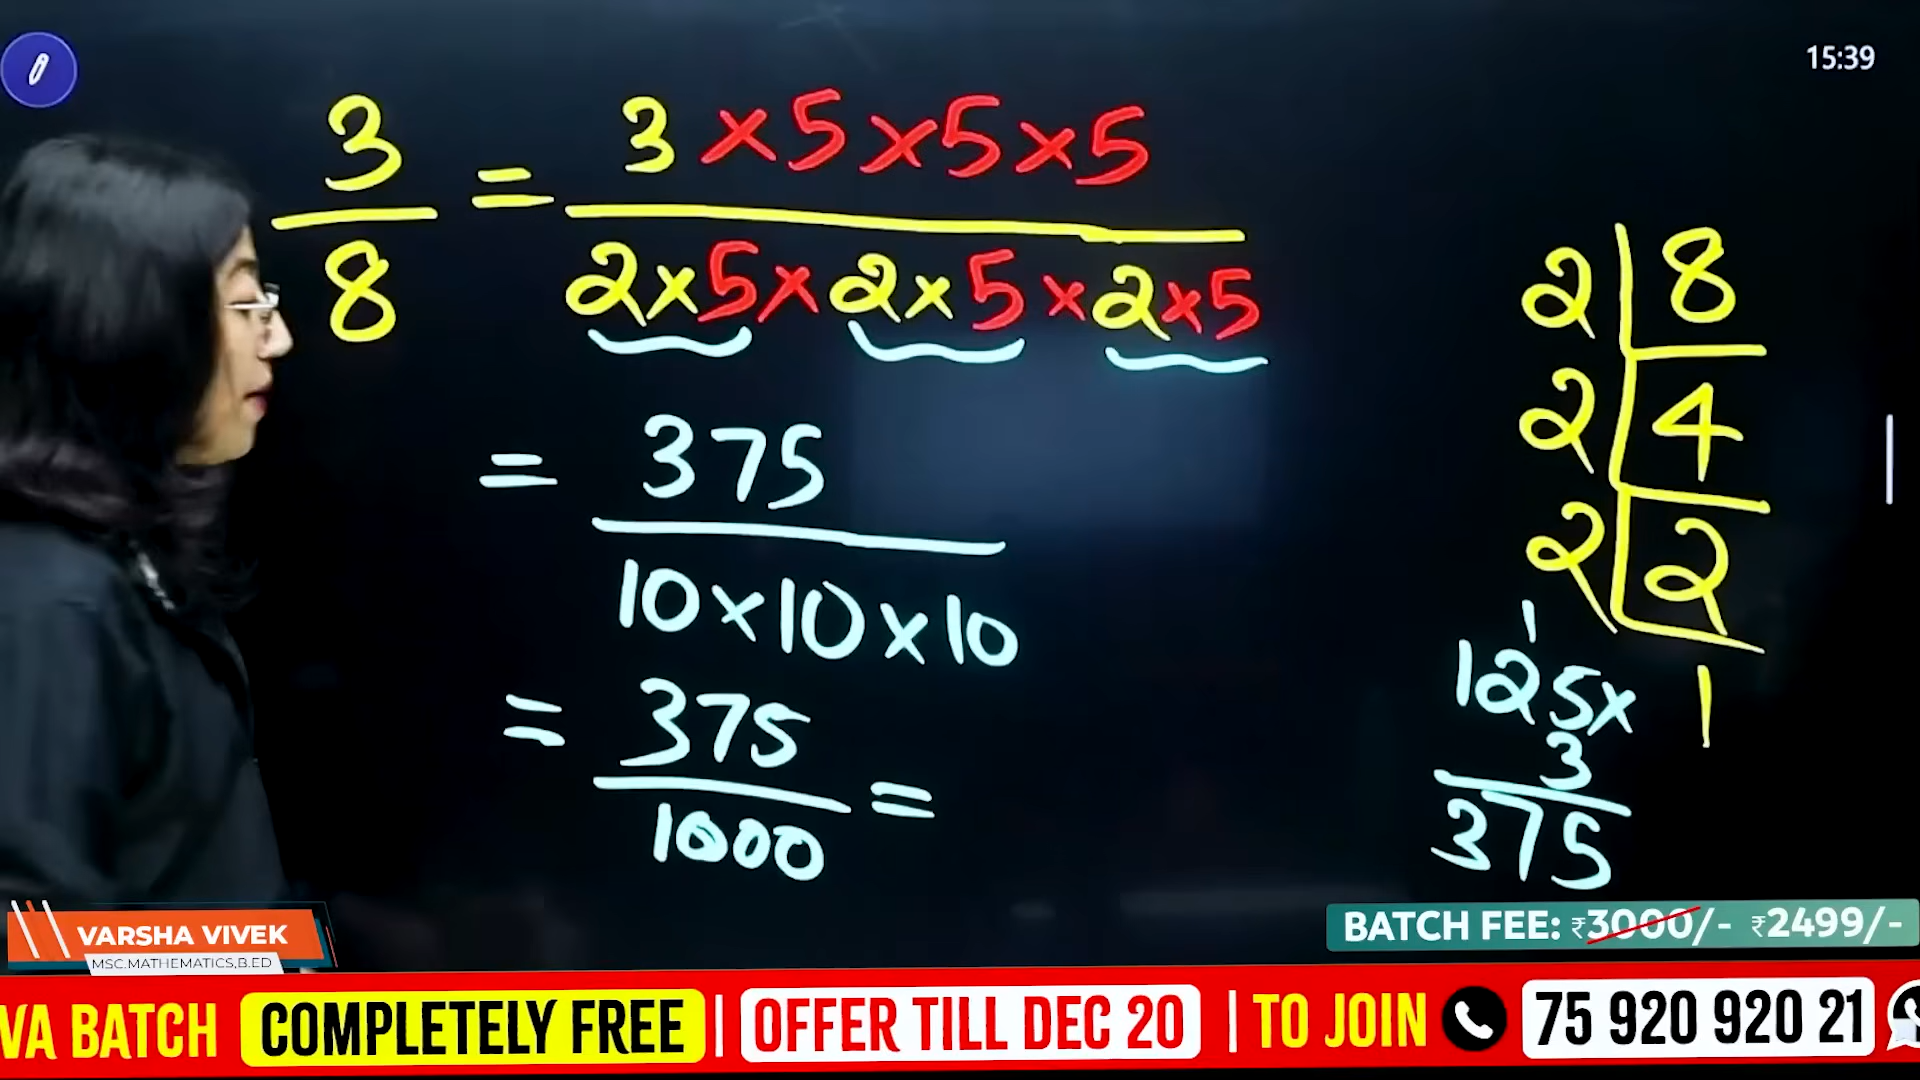 15:39
3/8 = 3 × 5 × 5 × 5 / 2 × 5 × 2 × 5 × 2 × 5
= 375 / 10 × 10 × 10
= 375 / 1000 =
2 | 8
2 | 4
2 | 2
1
1
125 ×
3
375
VARSHA VIVEK
MSC.MATHEMATICS,B.ED
BATCH FEE: ₹3000/- ₹2499/-
VA BATCH COMPLETELY FREE | OFFER TILL DEC 20 | TO JOIN 75 920 920 21